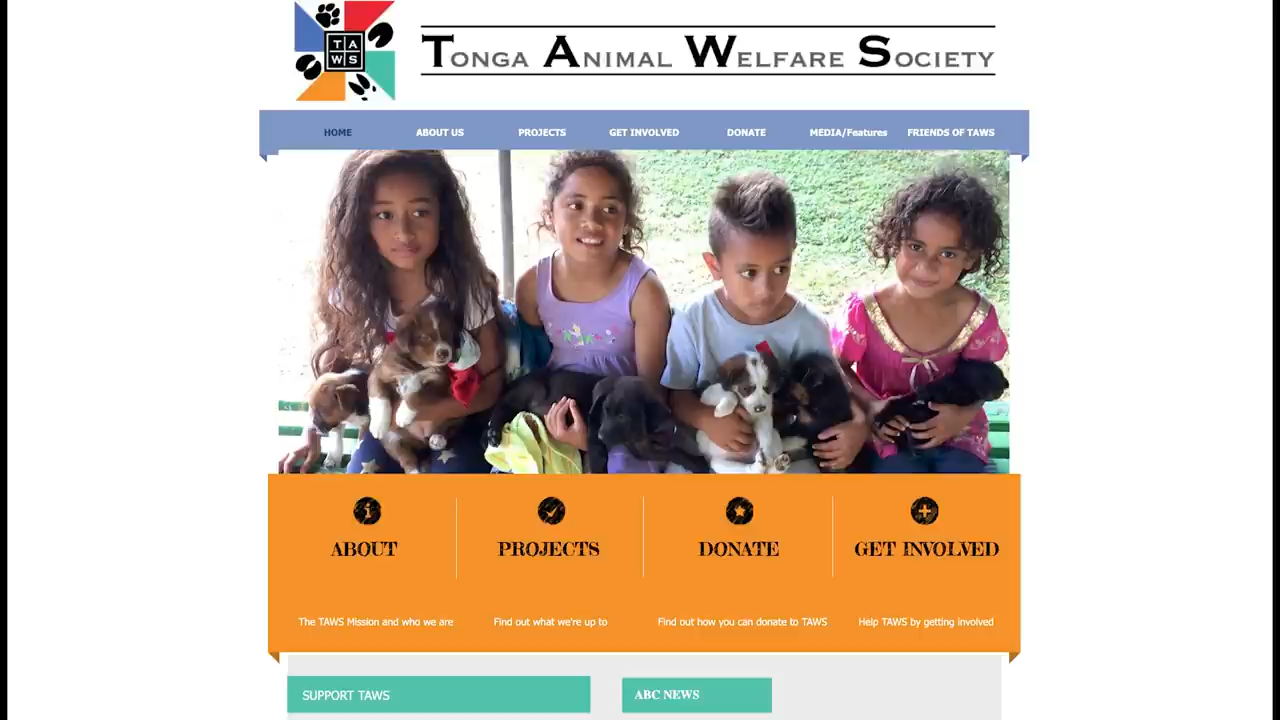 TA
WS
TONGA ANIMAL WELFARE SOCIETY
HOME ABOUT US PROJECTS GET INVOLVED DONATE MEDIA/Features FRIENDS OF TAWS
ABOUT PROJECTS DONATE GET INVOLVED
The TAWS Mission and who we are Find out what we're up to Find out how you can donate to TAWS Help TAWS by getting involved
SUPPORT TAWS ABC NEWS